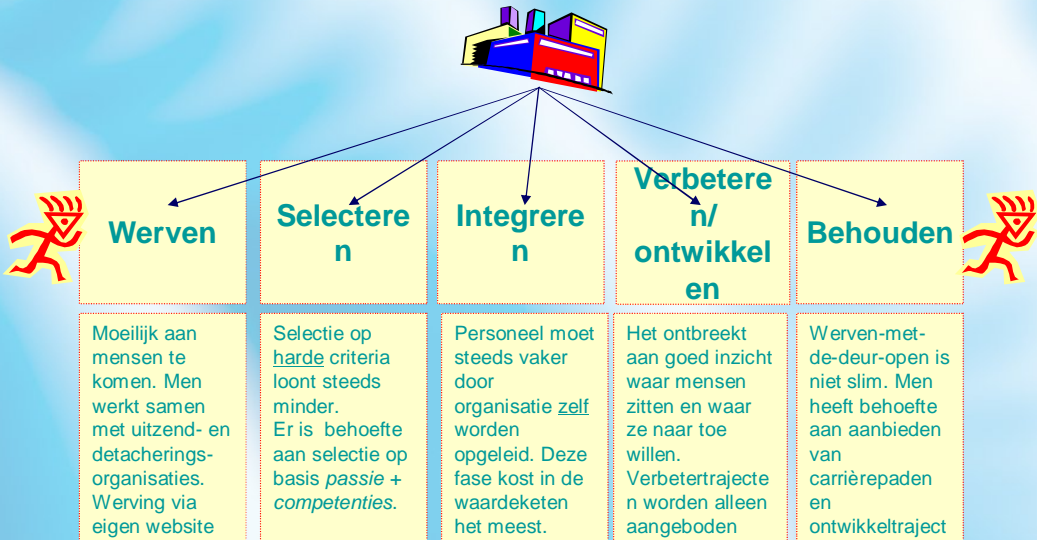 Werven
Selectere
n
Integrere
n
Verbetere
n/
ontwikkel
en
Behouden
Moeilijk aan
mensen te
komen. Men
werkt samen
met uitzend- en
detacherings-
organisaties.
Werving via
eigen website
Selectie op
harde criteria
loont steeds
minder.
Er is behoefte
aan selectie op
basis passie +
competenties.
Personeel moet
steeds vaker
door
organisatie zelf
worden
opgeleid. Deze
fase kost in de
waardeketen
het meest.
Het ontbreekt
aan goed inzicht
waar mensen
zitten en waar
ze naar toe
willen.
Verbetertrajecte
n worden alleen
aangeboden
Werven-met-
de-deur-open is
niet slim. Men
heeft behoefte
aan aanbieden
van
carrièrepaden
en
ontwikkeltraject